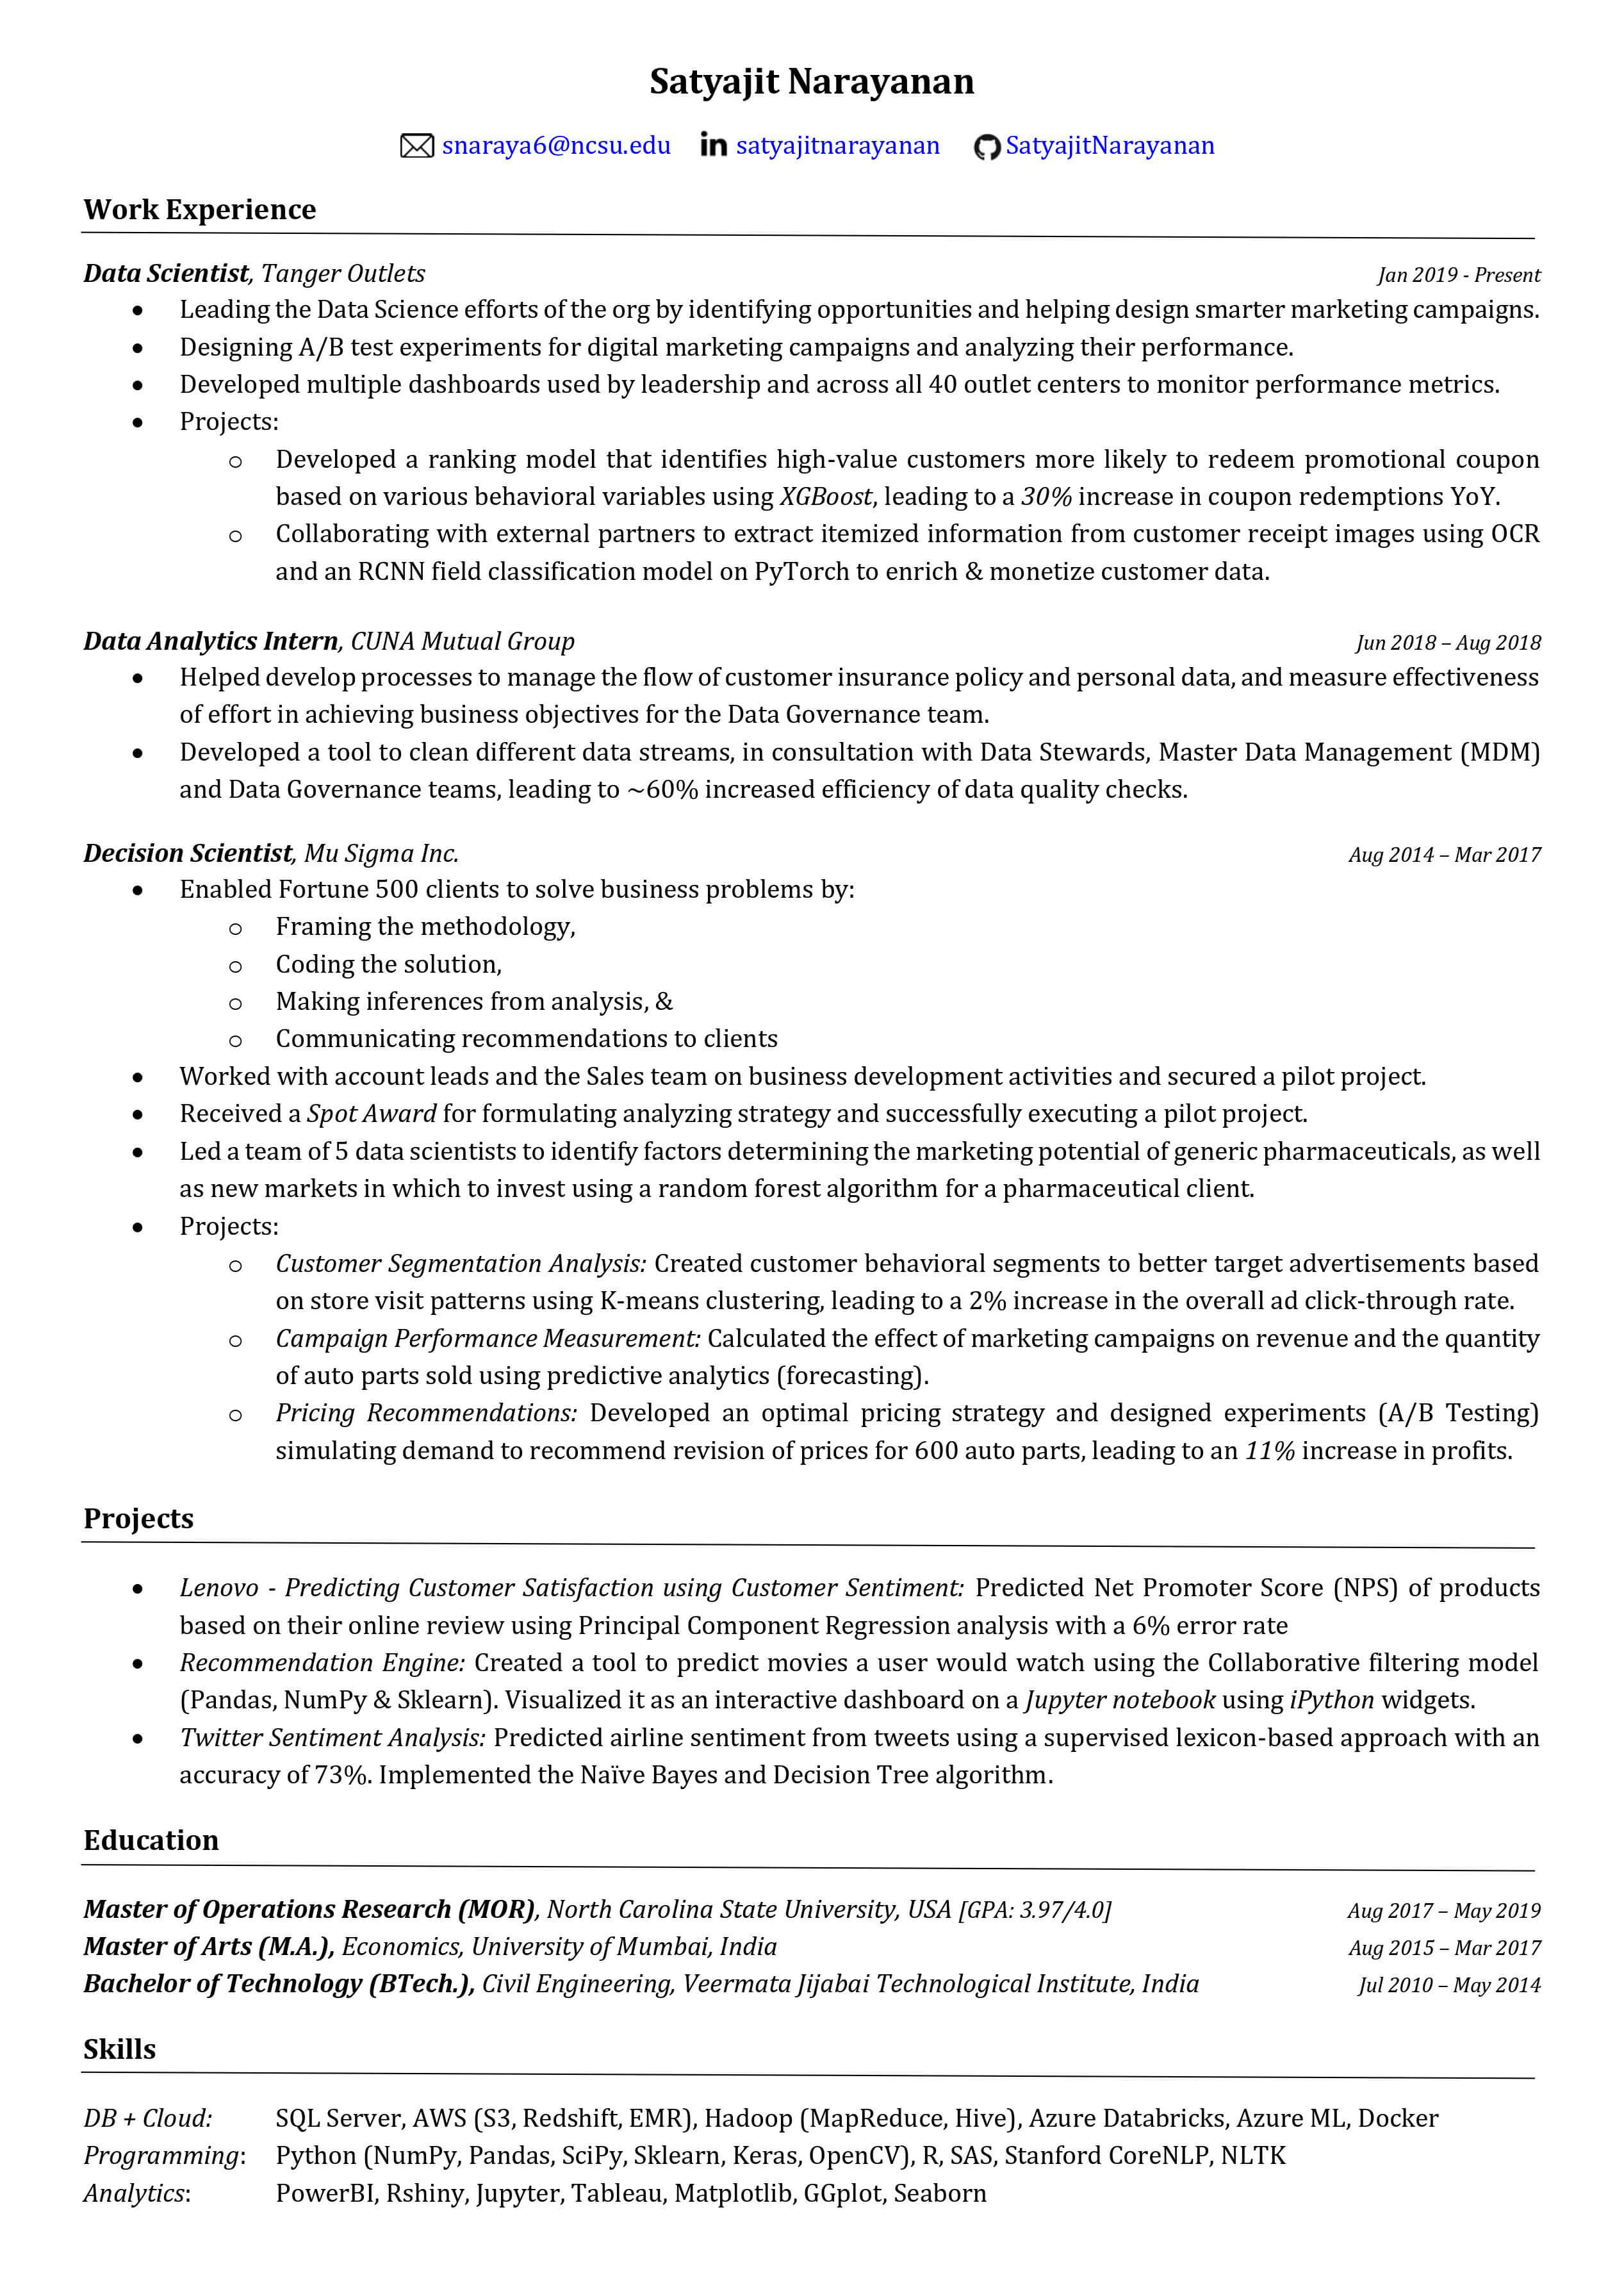 Satyajit Narayanan
snaraya6@ncsu.edu in satyajitnarayanan SatyajitNarayanan
Work Experience
Data Scientist, Tanger Outlets Jan 2019 - Present
• Leading the Data Science efforts of the org by identifying opportunities and helping design smarter marketing campaigns.
• Designing A/B test experiments for digital marketing campaigns and analyzing their performance.
• Developed multiple dashboards used by leadership and across all 40 outlet centers to monitor performance metrics.
• Projects:
o Developed a ranking model that identifies high-value customers more likely to redeem promotional coupon
based on various behavioral variables using XGBoost, leading to a 30% increase in coupon redemptions YoY.
o Collaborating with external partners to extract itemized information from customer receipt images using OCR
and an RCNN field classification model on PyTorch to enrich & monetize customer data.
Data Analytics Intern, CUNA Mutual Group Jun 2018 – Aug 2018
• Helped develop processes to manage the flow of customer insurance policy and personal data, and measure effectiveness
of effort in achieving business objectives for the Data Governance team.
• Developed a tool to clean different data streams, in consultation with Data Stewards, Master Data Management (MDM)
and Data Governance teams, leading to ~60% increased efficiency of data quality checks.
Decision Scientist, Mu Sigma Inc. Aug 2014 – Mar 2017
• Enabled Fortune 500 clients to solve business problems by:
o Framing the methodology,
o Coding the solution,
o Making inferences from analysis, &
o Communicating recommendations to clients
• Worked with account leads and the Sales team on business development activities and secured a pilot project.
• Received a Spot Award for formulating analyzing strategy and successfully executing a pilot project.
• Led a team of 5 data scientists to identify factors determining the marketing potential of generic pharmaceuticals, as well
as new markets in which to invest using a random forest algorithm for a pharmaceutical client.
• Projects:
o Customer Segmentation Analysis: Created customer behavioral segments to better target advertisements based
on store visit patterns using K-means clustering, leading to a 2% increase in the overall ad click-through rate.
o Campaign Performance Measurement: Calculated the effect of marketing campaigns on revenue and the quantity
of auto parts sold using predictive analytics (forecasting).
o Pricing Recommendations: Developed an optimal pricing strategy and designed experiments (A/B Testing)
simulating demand to recommend revision of prices for 600 auto parts, leading to an 11% increase in profits.
Projects
• Lenovo - Predicting Customer Satisfaction using Customer Sentiment: Predicted Net Promoter Score (NPS) of products
based on their online review using Principal Component Regression analysis with a 6% error rate
• Recommendation Engine: Created a tool to predict movies a user would watch using the Collaborative filtering model
(Pandas, NumPy & Sklearn). Visualized it as an interactive dashboard on a Jupyter notebook using iPython widgets.
• Twitter Sentiment Analysis: Predicted airline sentiment from tweets using a supervised lexicon-based approach with an
accuracy of 73%. Implemented the Naïve Bayes and Decision Tree algorithm.
Education
Master of Operations Research (MOR), North Carolina State University, USA [GPA: 3.97/4.0] Aug 2017 – May 2019
Master of Arts (M.A.), Economics, University of Mumbai, India Aug 2015 – Mar 2017
Bachelor of Technology (BTech.), Civil Engineering, Veermata Jijabai Technological Institute, India Jul 2010 – May 2014
Skills
DB + Cloud: SQL Server, AWS (S3, Redshift, EMR), Hadoop (MapReduce, Hive), Azure Databricks, Azure ML, Docker
Programming: Python (NumPy, Pandas, SciPy, Sklearn, Keras, OpenCV), R, SAS, Stanford CoreNLP, NLTK
Analytics: PowerBI, Rshiny, Jupyter, Tableau, Matplotlib, GGplot, Seaborn